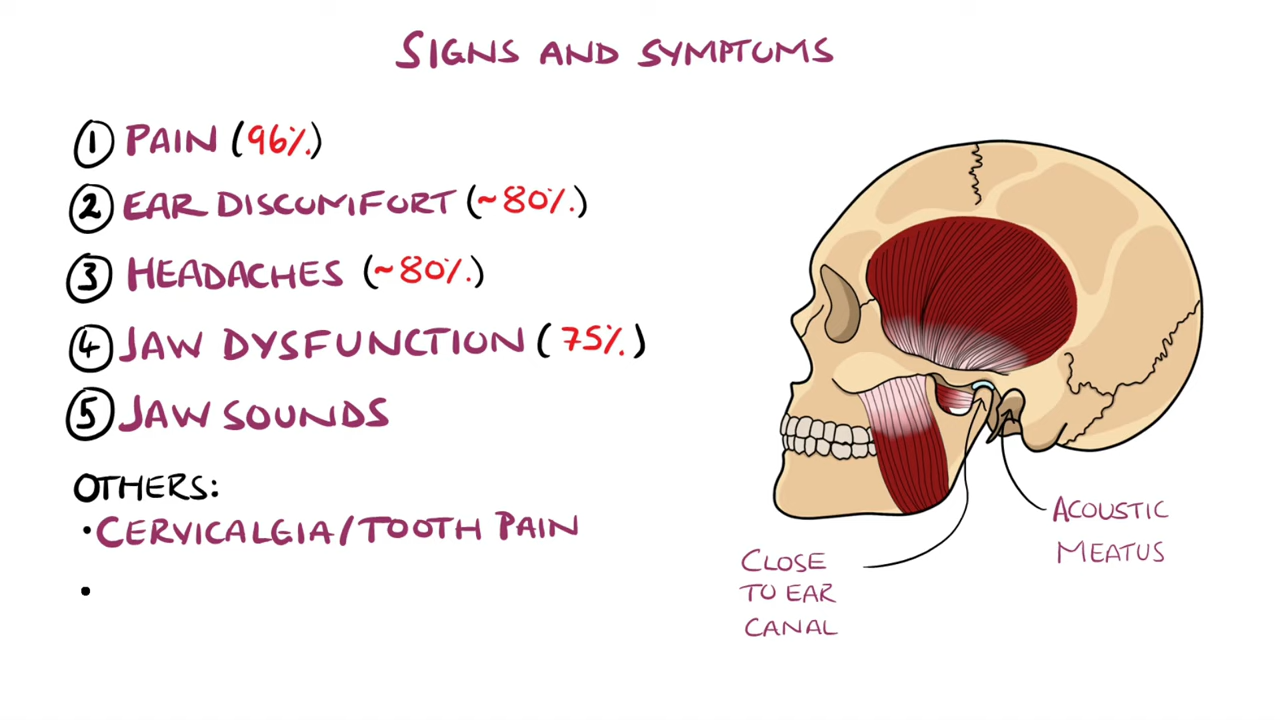 SIGNS AND SYMPTOMS
1 PAIN (96%)
2 EAR DISCOMFORT (~80%)
3 HEADACHES (~80%)
4 JAW DYSFUNCTION (75%)
5 JAW SOUNDS
OTHERS:
• CERVICALGIA/TOOTH PAIN
•
ACOUSTIC
MEATUS
CLOSE
TO EAR
CANAL